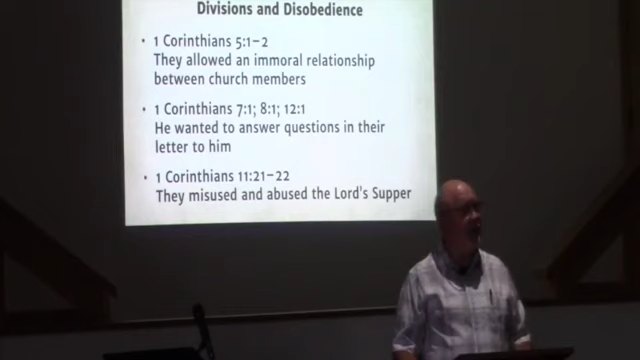 Divisions and Disobedience
• 1 Corinthians 5:1–2
They allowed an immoral relationship
between church members
• 1 Corinthians 7:1; 8:1; 12:1
He wanted to answer questions in their
letter to him
• 1 Corinthians 11:21–22
They misused and abused the Lord's Supper